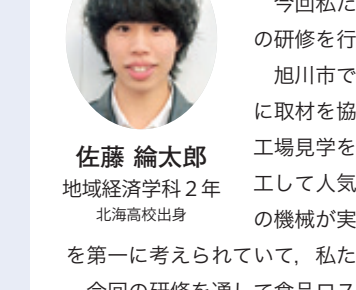 今回私た
の研修を行
旭川市で
に取材を協
工場見学を
工して人気
の機械が実
佐藤 綸太郎
地域経済学科２年
北海高校出身
を第一に考えられていて，私た
今回の研修を通して食品ロス